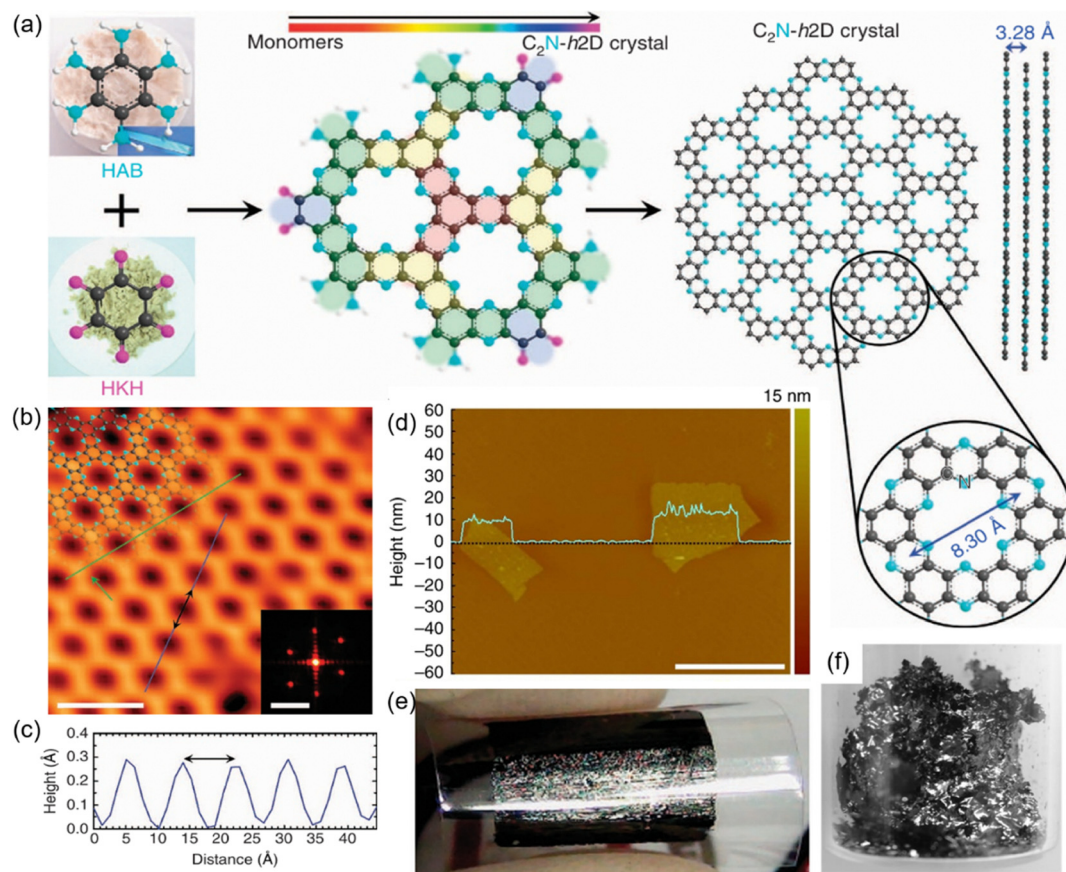 (a)
Monomers
C₂N-h2D crystal
C₂N-h2D crystal
3.28 Å
HAB
+
HKH
C
N
8.30 Å
(b)
(c)
Height (Å)
0.4
0.3
0.2
0.1
0.0
0 5 10 15 20 25 30 35 40
Distance (Å)
(d)
15 nm
Height (nm)
60
50
40
30
20
10
0
−10
−20
−30
−40
−50
−60
(e)
(f)